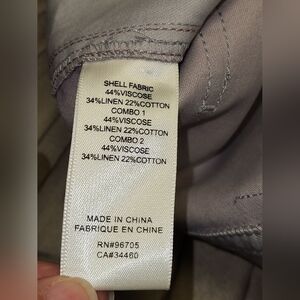 SHELL FABRIC
44%VISCOSE
34%LINEN 22%COTTON
COMBO 1
44%VISCOSE
34%LINEN 22%COTTON
COMBO 2
44%VISCOSE
34%LINEN 22%COTTON
MADE IN CHINA
FABRIQUE EN CHINE
RN#96705
CA#34460